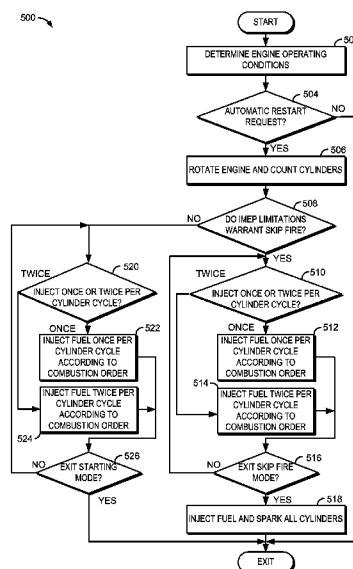 500
START
DETERMINE ENGINE OPERATING
CONDITIONS
504
AUTOMATIC RESTART
REQUEST?
NO
YES
506
ROTATE ENGINE AND COUNT CYLINDERS
508
NO
DO IMEP LIMITATIONS
WARRANT SKIP FIRE?
YES
520
TWICE
INJECT ONCE OR TWICE PER
CYLINDER CYCLE?
ONCE
522
INJECT FUEL ONCE PER
CYLINDER CYCLE
ACCORDING TO
COMBUSTION ORDER
INJECT FUEL TWICE PER
CYLINDER CYCLE
ACCORDING TO
COMBUSTION ORDER
524
526
NO
EXIT STARTING
MODE?
YES
510
TWICE
INJECT ONCE OR TWICE PER
CYLINDER CYCLE?
ONCE
512
INJECT FUEL ONCE PER
CYLINDER CYCLE
ACCORDING TO
COMBUSTION ORDER
514
INJECT FUEL TWICE PER
CYLINDER CYCLE
ACCORDING TO
COMBUSTION ORDER
516
NO
EXIT SKIP FIRE
MODE?
YES
518
INJECT FUEL AND SPARK ALL CYLINDERS
EXIT